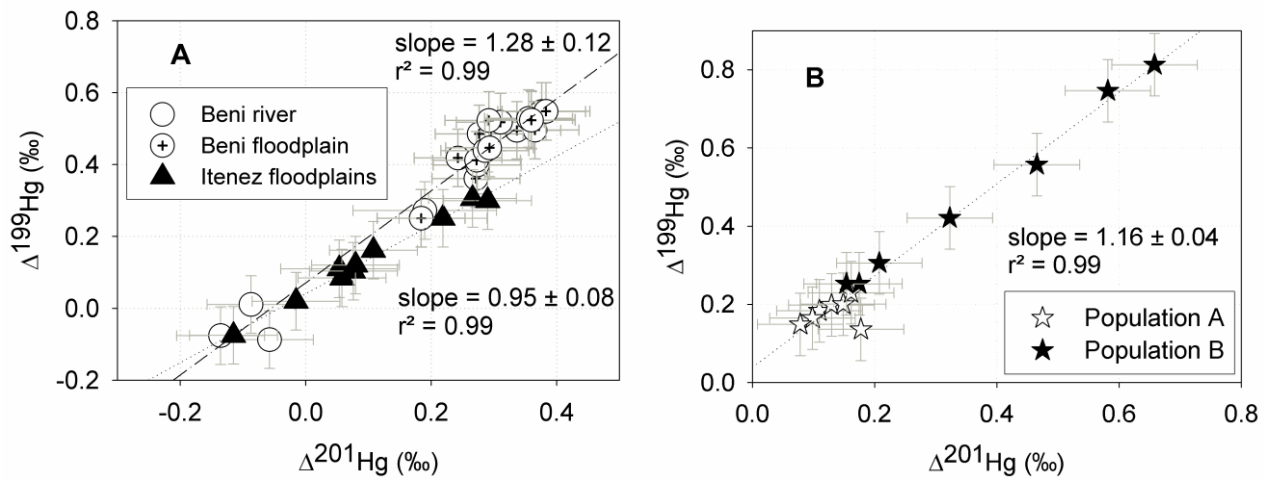 A
slope = 1.28 ± 0.12
r² = 0.99
Beni river
Beni floodplain
Itenez floodplains
slope = 0.95 ± 0.08
r² = 0.99
0.8
0.6
0.4
0.2
0.0
-0.2
-0.2 0.0 0.2 0.4
Δ¹⁹⁹Hg (‰)
Δ²⁰¹Hg (‰)
B
slope = 1.16 ± 0.04
r² = 0.99
Population A
Population B
0.8
0.6
0.4
0.2
0.0
0.0 0.2 0.4 0.6 0.8
Δ¹⁹⁹Hg (‰)
Δ²⁰¹Hg (‰)